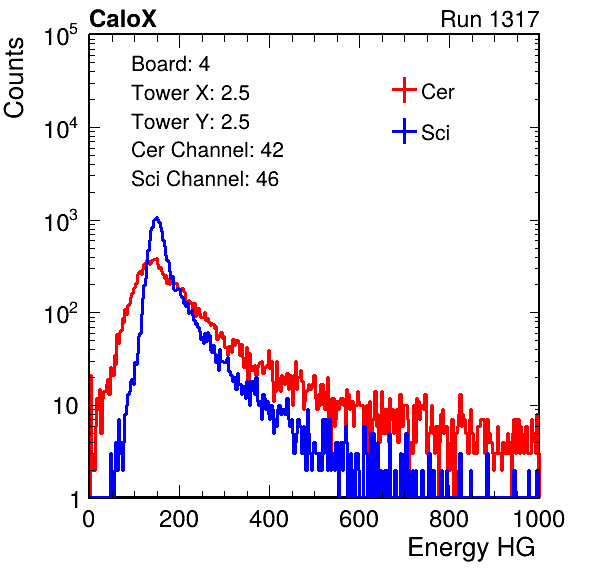 CaloX Run 1317
Counts
10^5
10^4
10^3
10^2
10
1
Board: 4
Tower X: 2.5
Tower Y: 2.5
Cer Channel: 42
Sci Channel: 46
Cer
Sci
0 200 400 600 800 1000
Energy HG